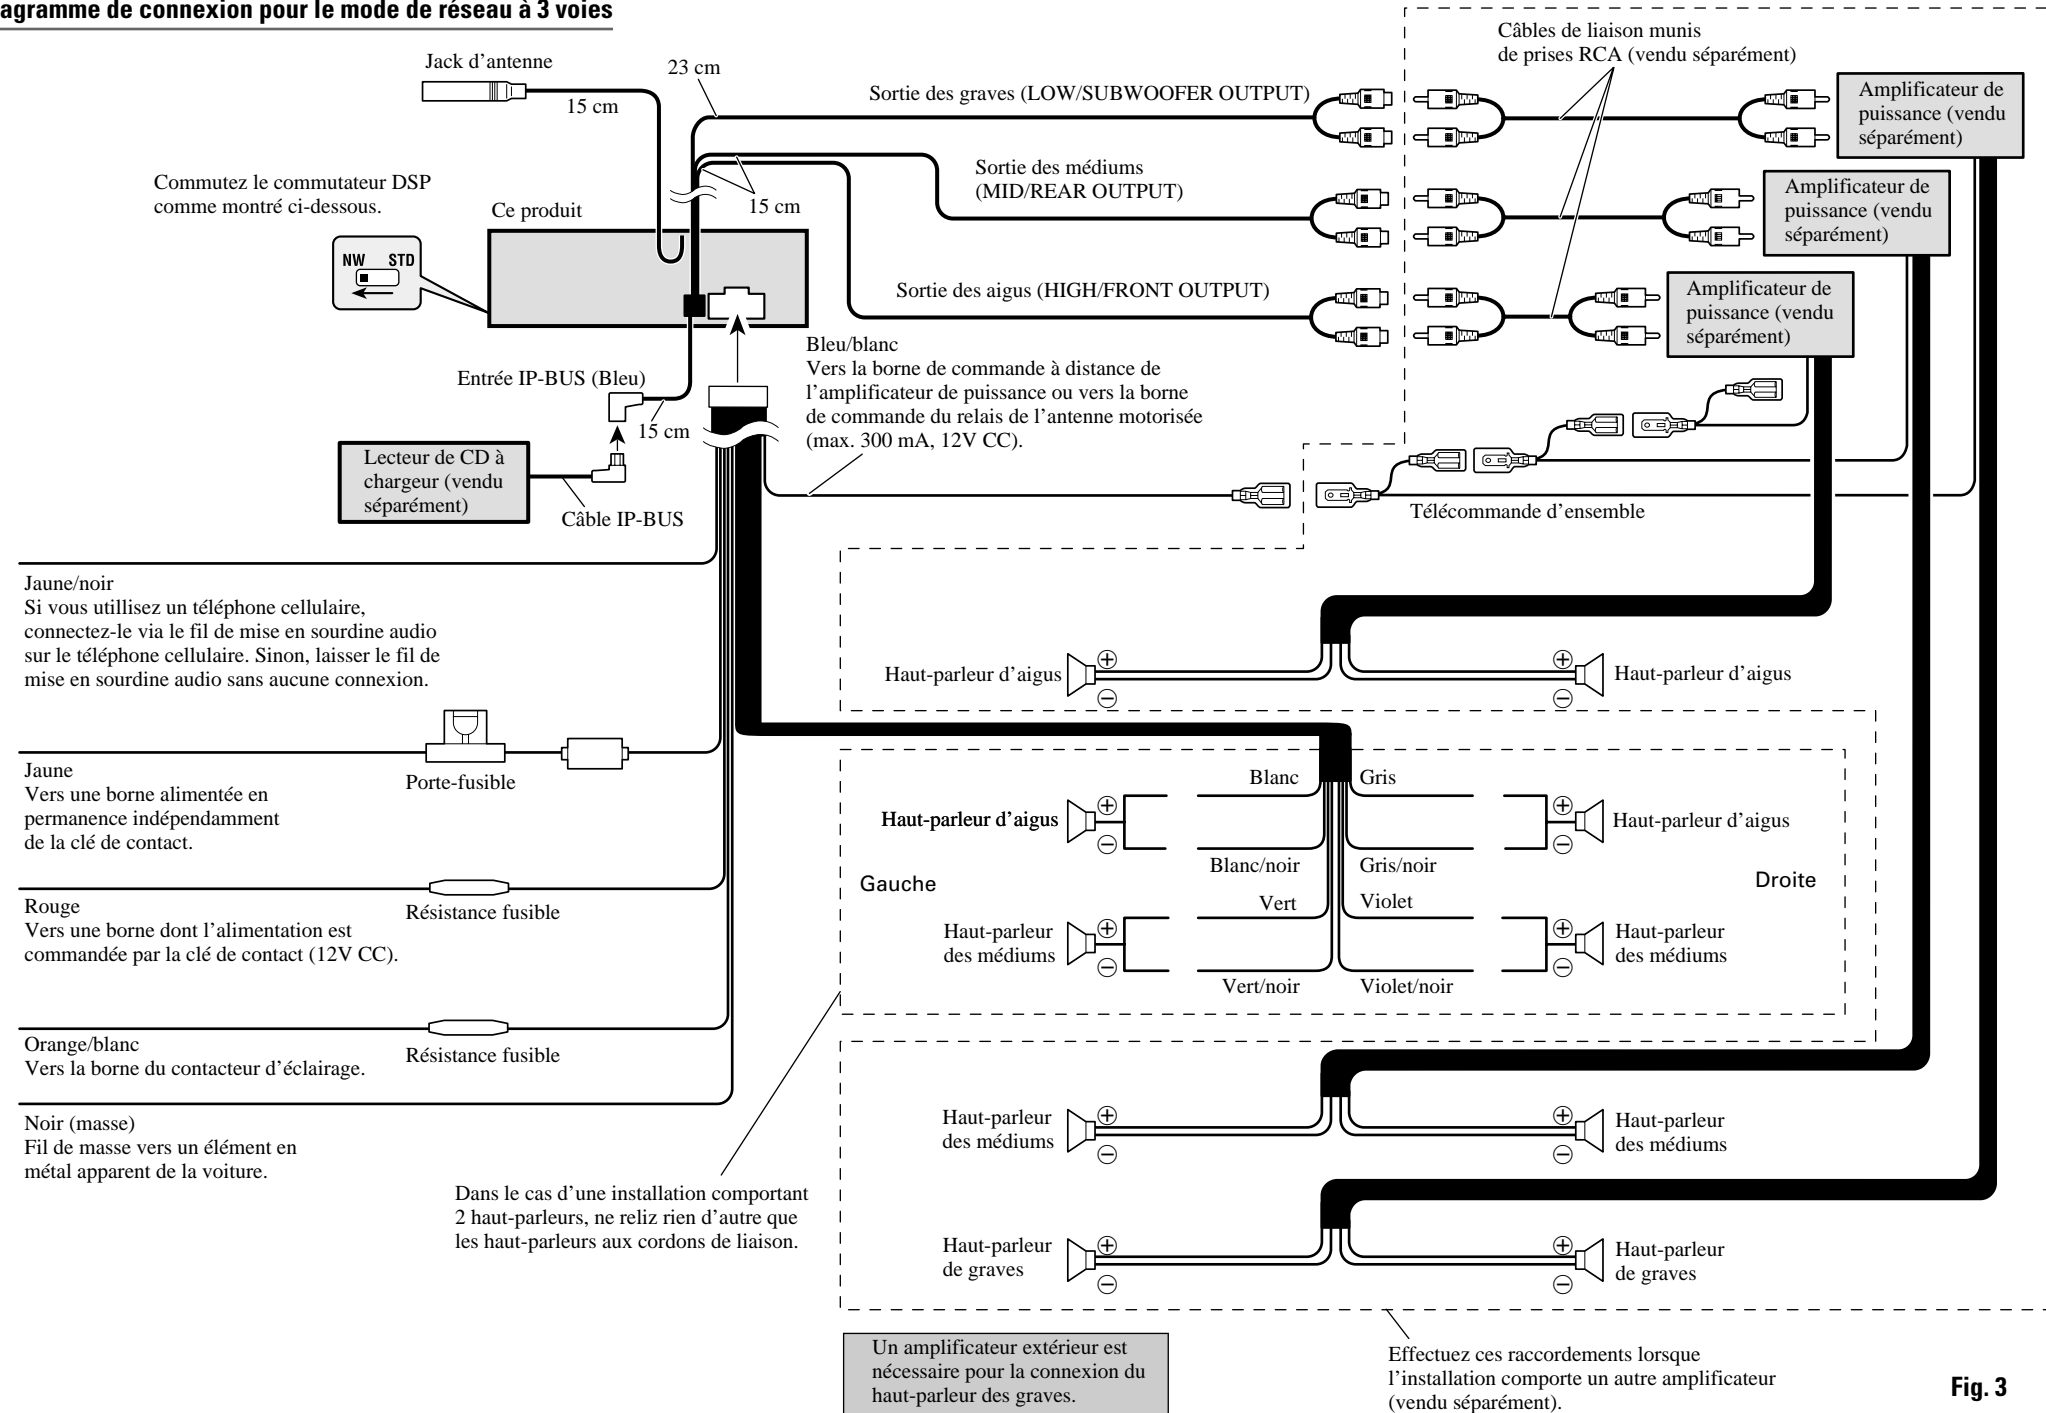 agramme de connexion pour le mode de réseau à 3 voies
Jack d'antenne
15 cm
23 cm
Sortie des graves (LOW/SUBWOOFER OUTPUT)
Câbles de liaison munis
de prises RCA (vendu séparément)
Amplificateur de
puissance (vendu
séparément)
Commutez le commutateur DSP
comme montré ci-dessous.
NW STD
Ce produit
15 cm
Sortie des médiums
(MID/REAR OUTPUT)
Amplificateur de
puissance (vendu
séparément)
Sortie des aigus (HIGH/FRONT OUTPUT)
Amplificateur de
puissance (vendu
séparément)
Entrée IP-BUS (Bleu)
15 cm
Lecteur de CD à
chargeur (vendu
séparément)
Câble IP-BUS
Bleu/blanc
Vers la borne de commande à distance de
l'amplificateur de puissance ou vers la borne
de commande du relais de l'antenne motorisée
(max. 300 mA, 12V CC).
Télécommande d'ensemble
Jaune/noir
Si vous utillisez un téléphone cellulaire,
connectez-le via le fil de mise en sourdine audio
sur le téléphone cellulaire. Sinon, laisser le fil de
mise en sourdine audio sans aucune connexion.
Haut-parleur d'aigus
+
-
+
-
Haut-parleur d'aigus
Jaune
Vers une borne alimentée en
permanence indépendamment
de la clé de contact.
Porte-fusible
Blanc
Gris
Haut-parleur d'aigus
+
-
+
-
Haut-parleur d'aigus
Blanc/noir
Gris/noir
Gauche
Droite
Rouge
Vers une borne dont l'alimentation est
commandée par la clé de contact (12V CC).
Résistance fusible
Vert
Violet
Haut-parleur
des médiums
+
-
+
-
Haut-parleur
des médiums
Vert/noir
Violet/noir
Orange/blanc
Vers la borne du contacteur d'éclairage.
Résistance fusible
Noir (masse)
Fil de masse vers un élément en
métal apparent de la voiture.
Haut-parleur
des médiums
+
-
+
-
Haut-parleur
des médiums
Dans le cas d'une installation comportant
2 haut-parleurs, ne reliz rien d'autre que
les haut-parleurs aux cordons de liaison.
Haut-parleur
de graves
+
-
+
-
Haut-parleur
de graves
Un amplificateur extérieur est
nécessaire pour la connexion du
haut-parleur des graves.
Effectuez ces raccordements lorsque
l'installation comporte un autre amplificateur
(vendu séparément).
Fig. 3